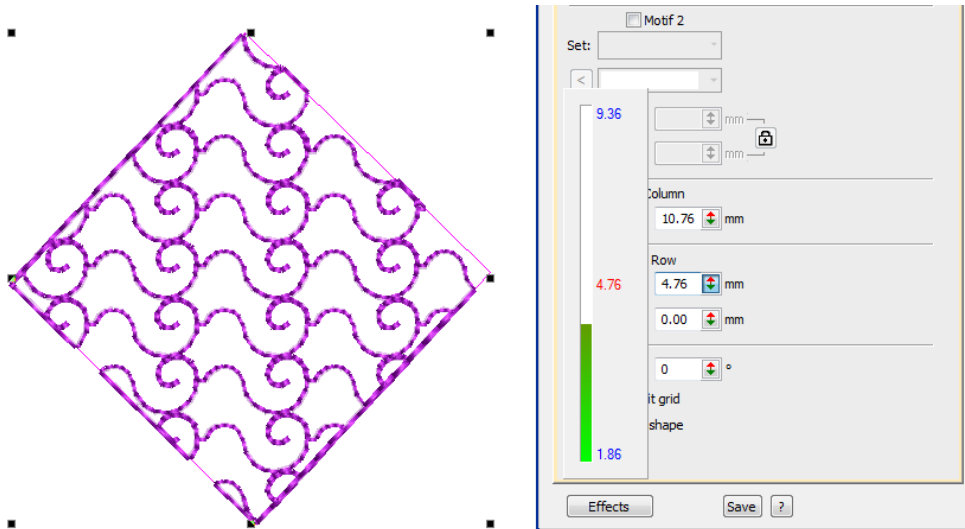 Motif 2
Set:
<
9.36
mm
mm
Column
10.76 mm
Row
4.76 4.76 mm
0.00 mm
0 °
it grid
shape
1.86
Effects Save ?